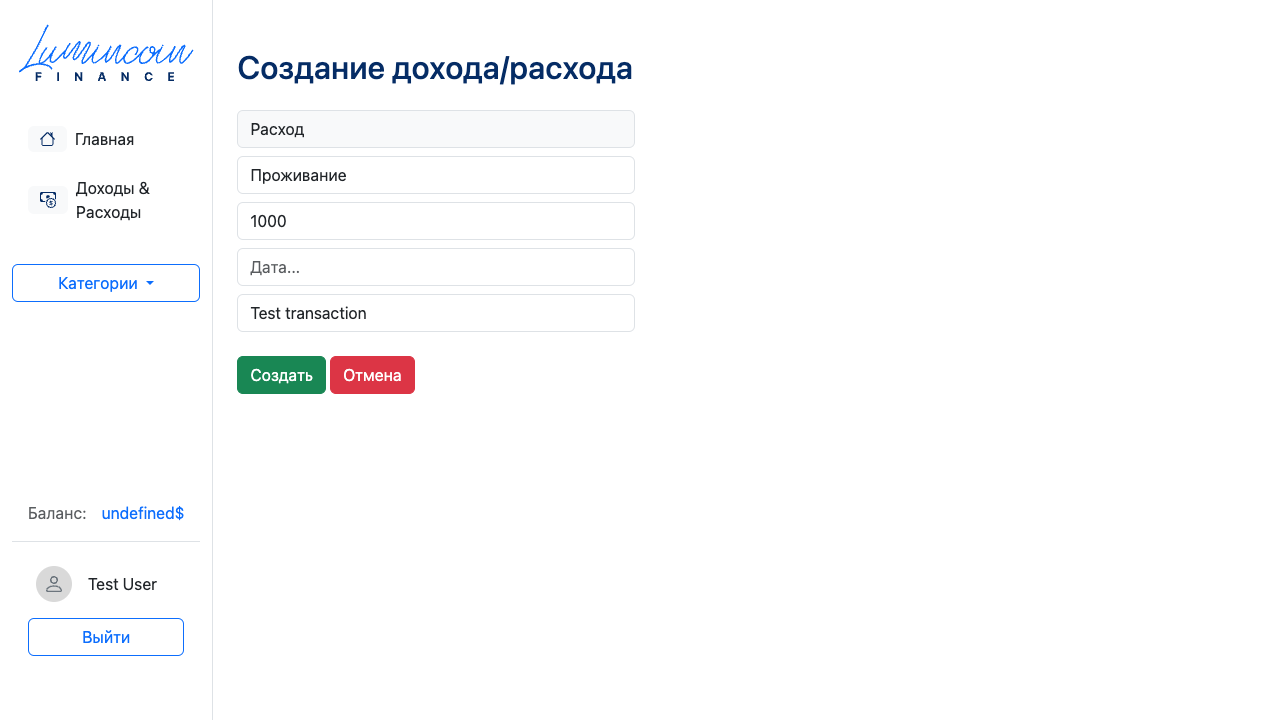 Lumincoin
FINANCE
Главная
Доходы &
Расходы
Категории
Баланс: undefined$
Test User
Выйти
Создание дохода/расхода
Расход
Проживание
1000
Дата...
Test transaction
Создать Отмена